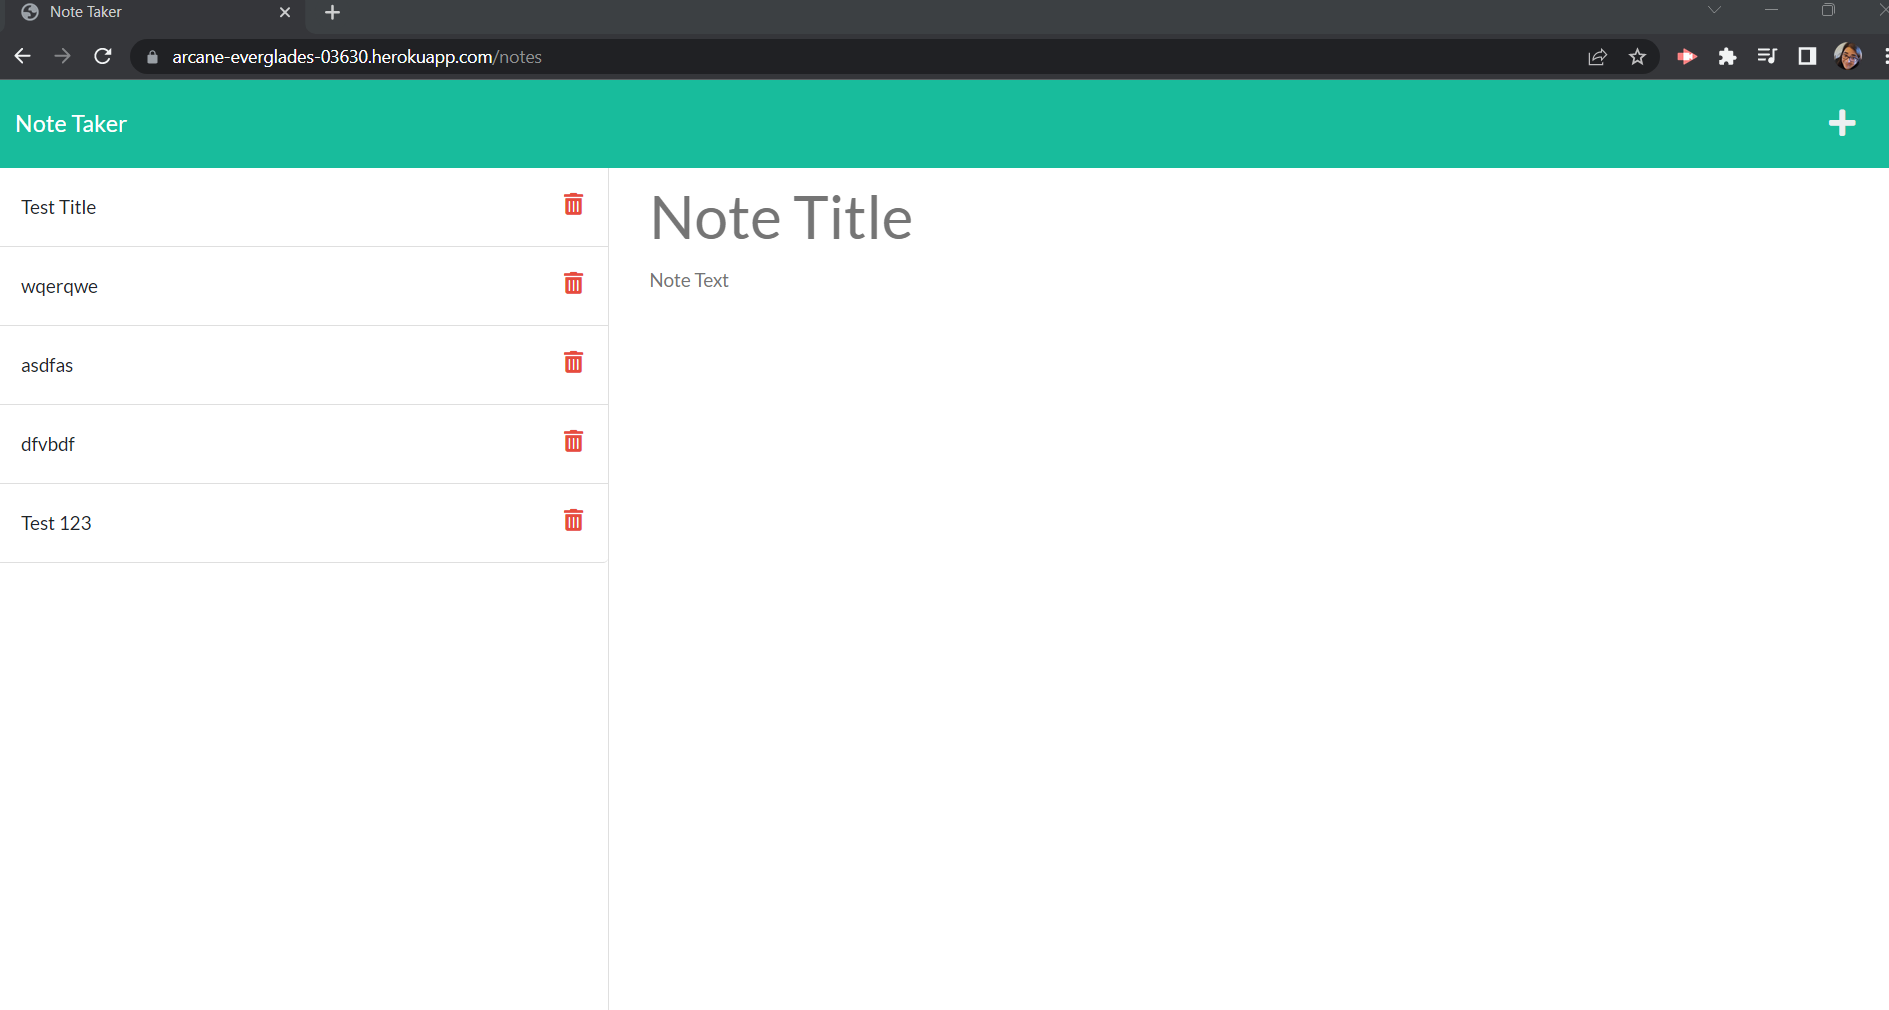 Note Taker
arcane-everglades-03630.herokuapp.com/notes
Note Taker
Test Title
wqerqwe
asdfas
dfvbdf
Test 123
Note Title
Note Text